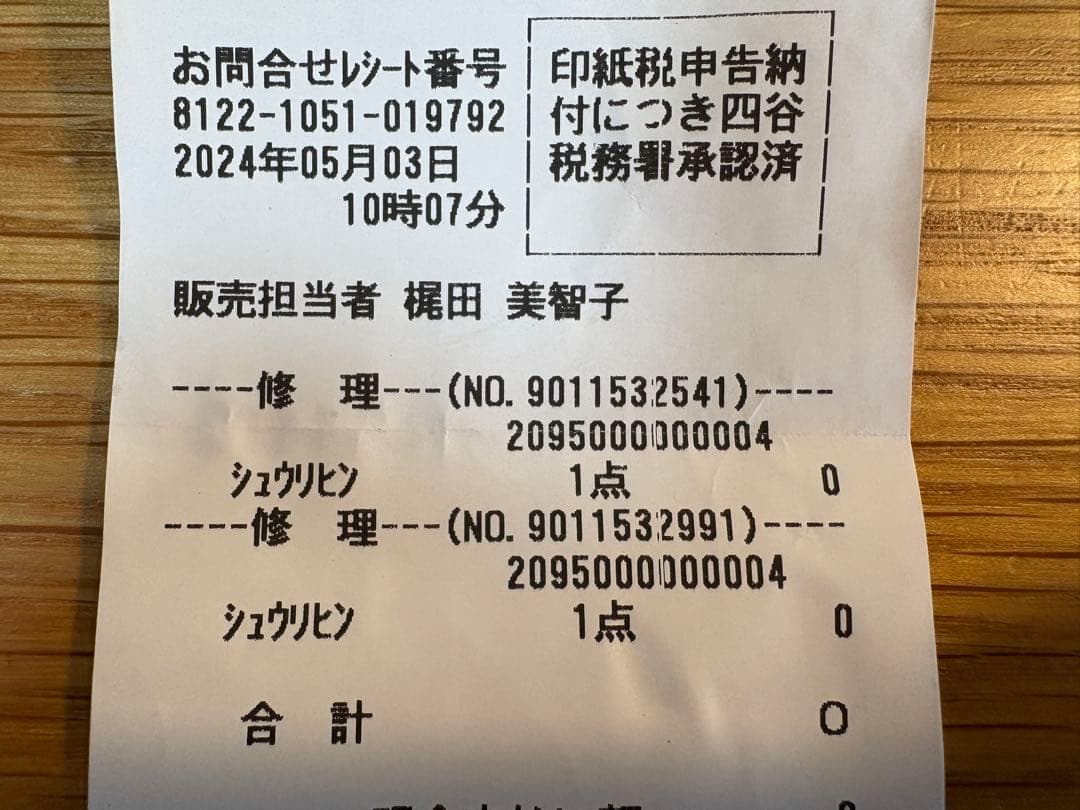 お問合せﾚｼｰﾄ番号
8122-1051-019792
2024年05月03日
10時07分
印紙税申告納
付につき四谷
税務署承認済
販売担当者 梶田 美智子
----修　理---(NO. 9011532541)----
2095000000004
ｼｭｳﾘﾋﾝ 1点 0
----修　理---(NO. 9011532991)----
2095000000004
ｼｭｳﾘﾋﾝ 1点 0
合　計 0